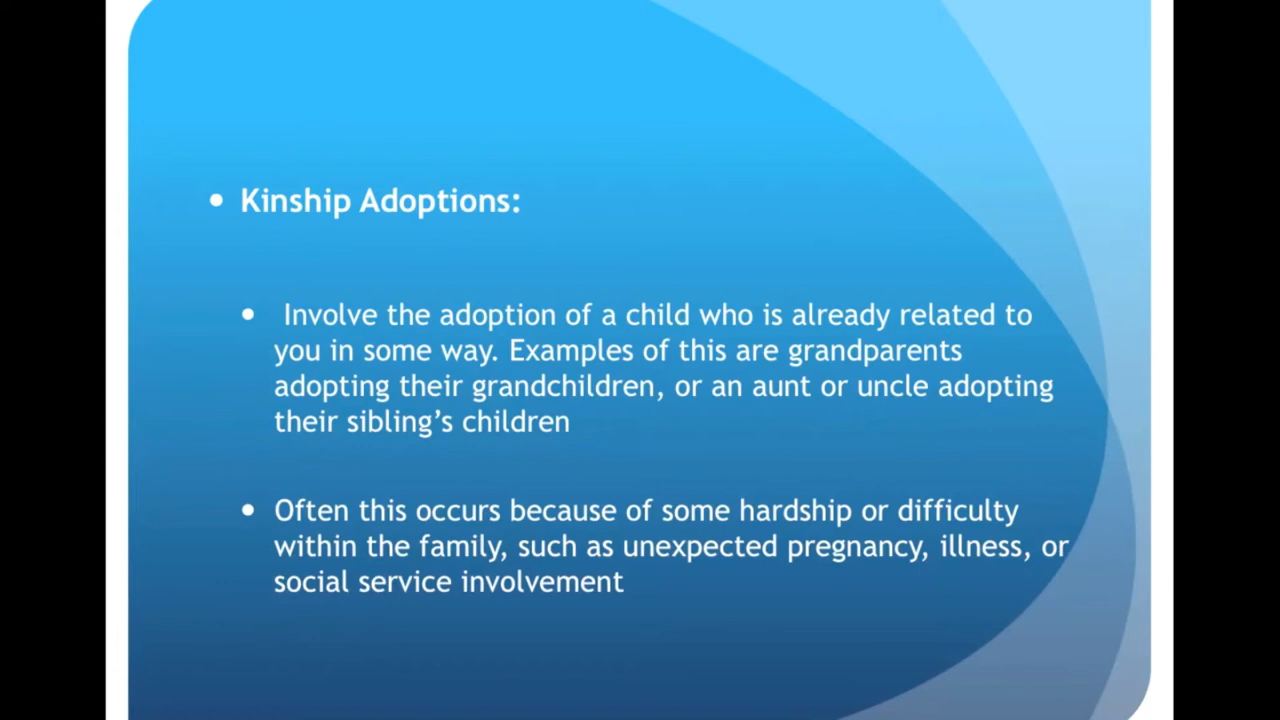 • Kinship Adoptions:
• Involve the adoption of a child who is already related to
you in some way. Examples of this are grandparents
adopting their grandchildren, or an aunt or uncle adopting
their sibling’s children
• Often this occurs because of some hardship or difficulty
within the family, such as unexpected pregnancy, illness, or
social service involvement